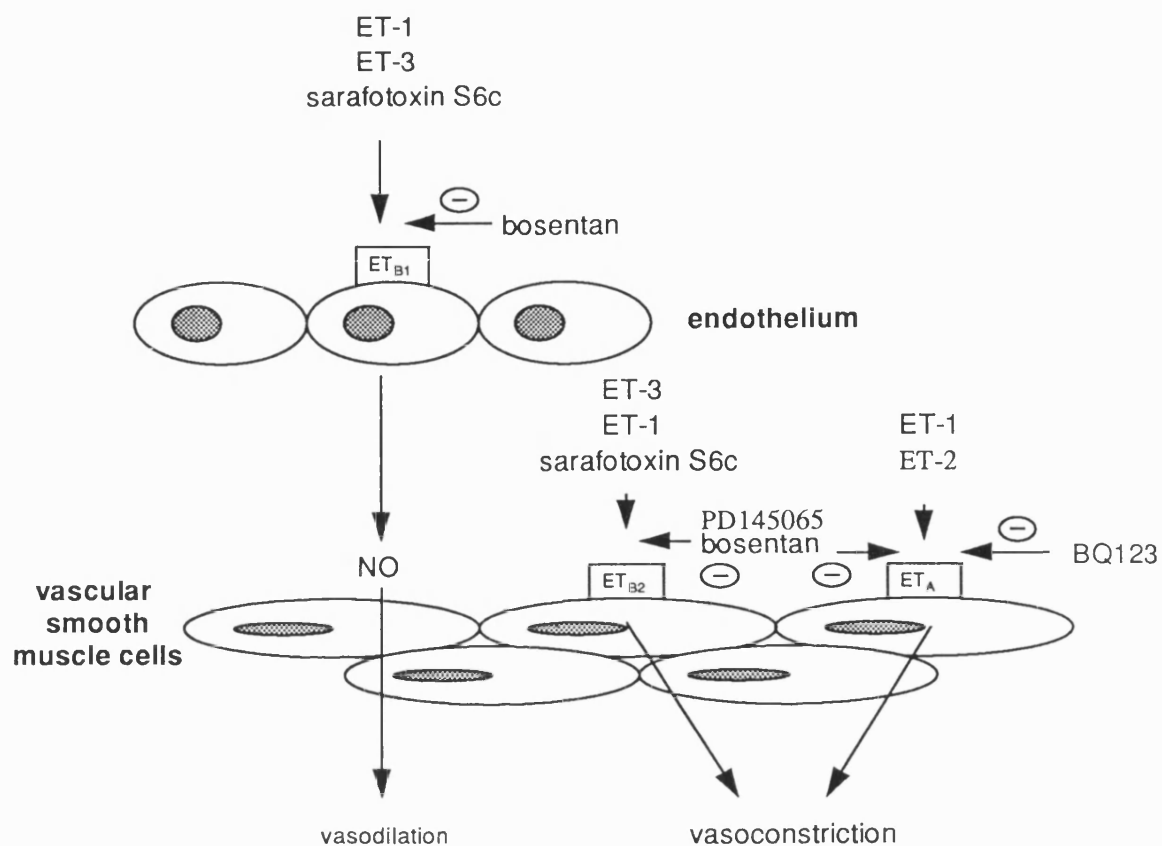 ET-1
ET-3
sarafotoxin S6c
−
bosentan
ET_B1
endothelium
ET-3
ET-1
sarafotoxin S6c
ET-1
ET-2
PD145065
bosentan
−
BQ123
NO
ET_B2
−
−
ET_A
vascular
smooth
muscle cells
vasodilation
vasoconstriction